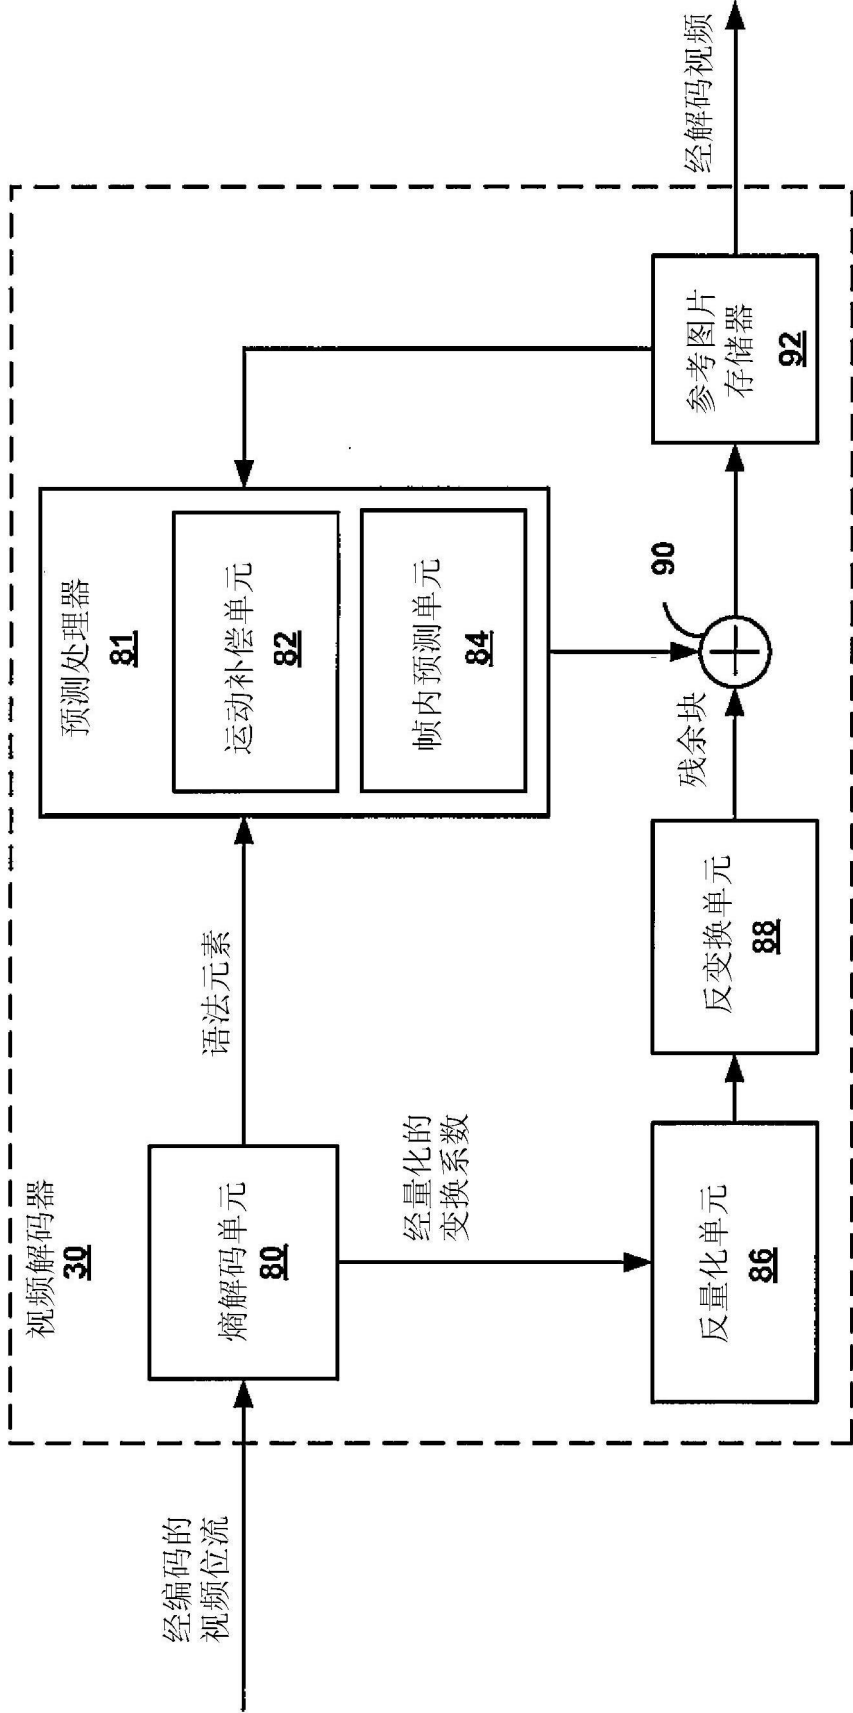 视频解码器
30
经编码的
视频位流
熵解码单元
80
语法元素
预测处理器
81
运动补偿单元
82
帧内预测单元
84
经量化的
变换系数
反量化单元
86
反变换单元
88
残余块
90
参考图片
存储器
92
经解码视频